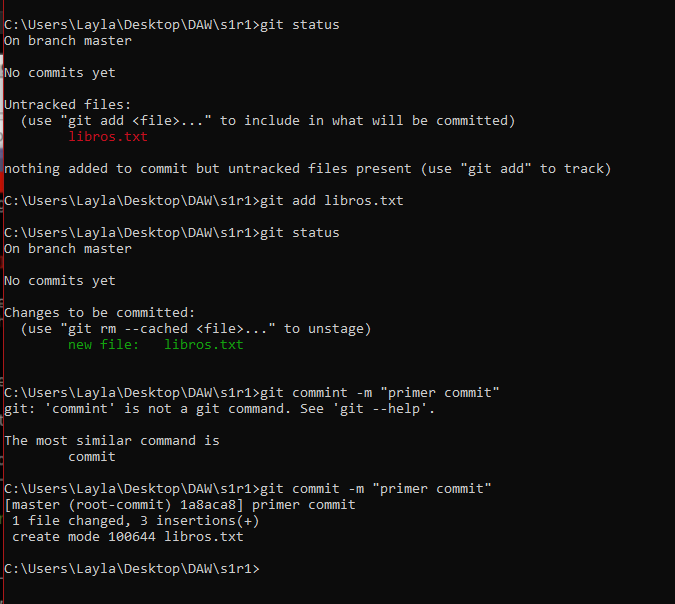 C:\Users\Layla\Desktop\DAW\s1r1>git status
On branch master
No commits yet
Untracked files:
(use "git add <file>..." to include in what will be committed)
libros.txt
nothing added to commit but untracked files present (use "git add" to track)
C:\Users\Layla\Desktop\DAW\s1r1>git add libros.txt
C:\Users\Layla\Desktop\DAW\s1r1>git status
On branch master
No commits yet
Changes to be committed:
(use "git rm --cached <file>..." to unstage)
new file:   libros.txt
C:\Users\Layla\Desktop\DAW\s1r1>git commint -m "primer commit"
git: 'commint' is not a git command. See 'git --help'.
The most similar command is
commit
C:\Users\Layla\Desktop\DAW\s1r1>git commit -m "primer commit"
[master (root-commit) 1a8aca8] primer commit
1 file changed, 3 insertions(+)
create mode 100644 libros.txt
C:\Users\Layla\Desktop\DAW\s1r1>